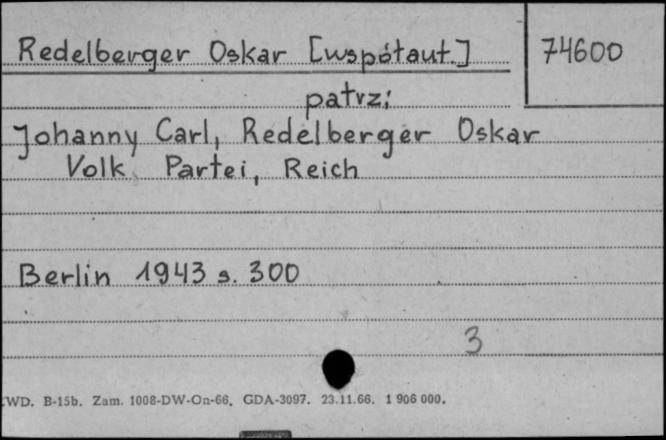 Redelberger Oskar [współaut.]
74600
patrz:
Johanny Carl, Redelberger Oskar
Volk, Partei, Reich
Berlin 1943 s. 300
3
WD. B-15b. Zam. 1008-DW-On-66. GDA-3097. 23.11.66. 1 906 000.